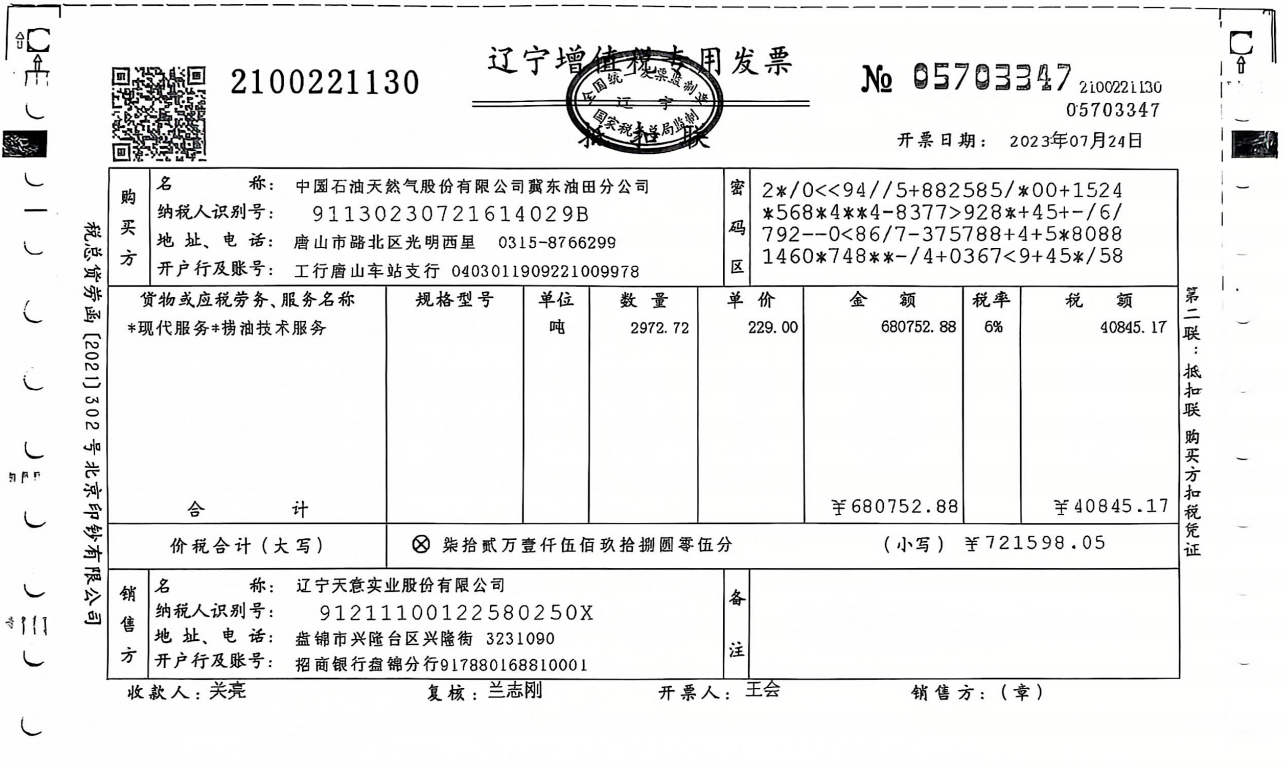 辽宁增值税专用发票
2100221130
№ 05703347
2100221130
05703347
全国统一发票监制章
辽宁
国家税务总局监制
抵扣联
开票日期: 2023年07月24日
购买方
名称: 中国石油天然气股份有限公司冀东油田分公司
纳税人识别号: 91130230721614029B
地址、电话: 唐山市路北区光明西里 0315-8766299
开户行及账号: 工行唐山车站支行 0403011909221009978
密码区
2*/0<<94//5+882585/*00+1524
*568*4**4-8377>928*+45+-/6/
792--0<86/7-375788+4+5*8088
1460*748**-/4+0367<9+45*/58
货物或应税劳务、服务名称 规格型号 单位 数量 单价 金额 税率 税额
*现代服务*捞油技术服务 吨 2972.72 229.00 680752.88 6% 40845.17
合计 ¥680752.88 ¥40845.17
价税合计(大写) ⊗ 柒拾贰万壹仟伍佰玖拾捌圆零伍分 (小写) ¥721598.05
销售方
名称: 辽宁天意实业股份有限公司
纳税人识别号: 91211100122580250X
地址、电话: 盘锦市兴隆台区兴隆街 3231090
开户行及账号: 招商银行盘锦分行917880168810001
备注
收款人: 关亮 复核: 兰志刚 开票人: 王会 销售方:(章)
税总货劳函[2021]302号北京印钞有限公司
第二联:抵扣联 购买方扣税凭证